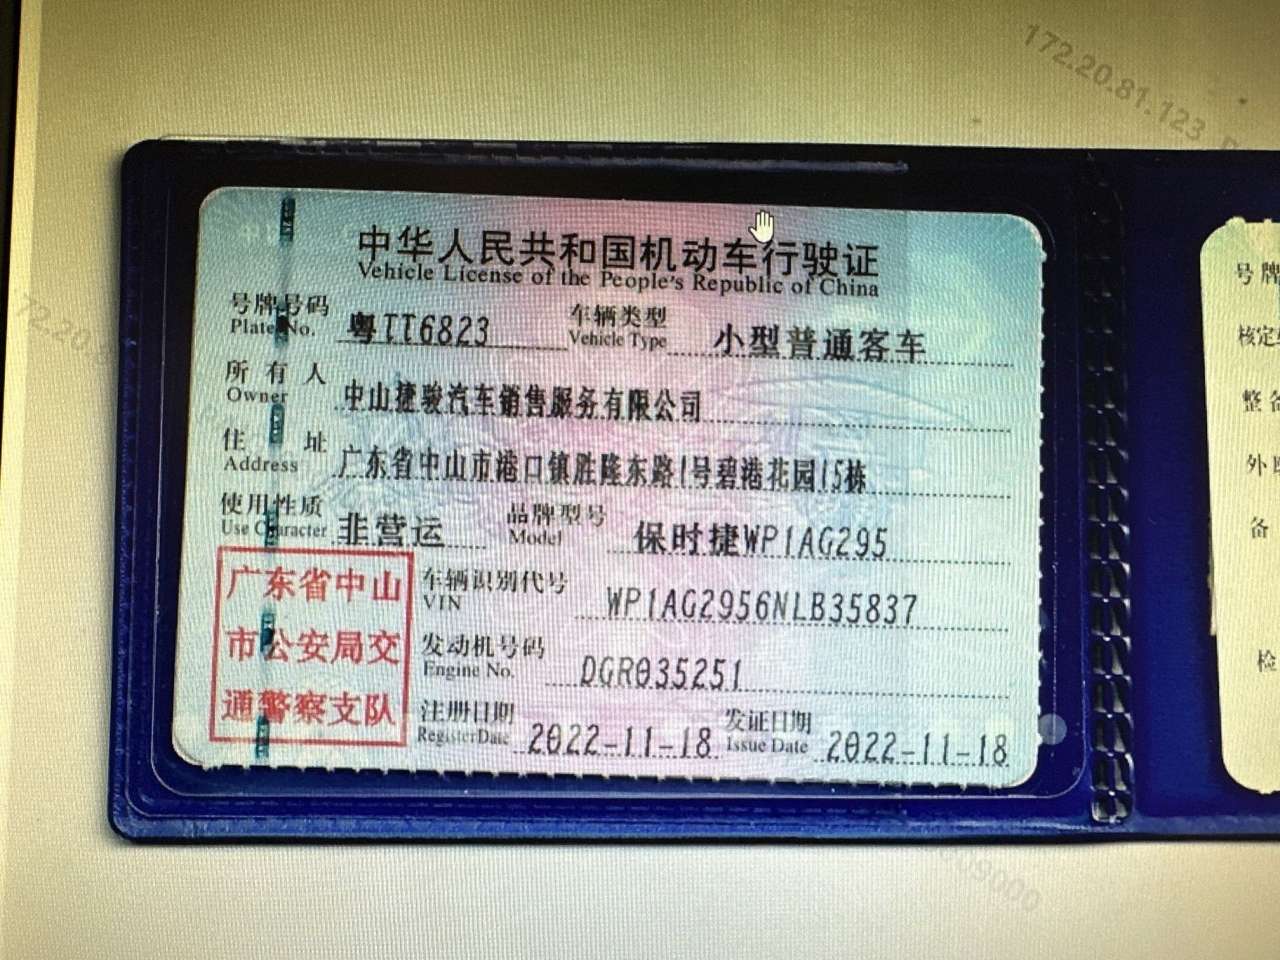 172.20.81.123
中华人民共和国机动车行驶证
Vehicle License of the People's Republic of China
号牌号码 粤TT6823 车辆类型 小型普通客车
Plate No. Vehicle Type
所有人 中山捷骏汽车销售服务有限公司
Owner
住址 广东省中山市港口镇胜隆东路1号碧港花园15栋
Address
使用性质 非营运 品牌型号 保时捷WP1AG295
Use Character Model
广东省中山
市公安局交
通警察支队
车辆识别代号 WP1AG2956NLB35837
VIN
发动机号码 DGR035251
Engine No.
注册日期 2022-11-18 发证日期 2022-11-18
Register Date Issue Date
号牌
核定
整备
外
备
检
009000